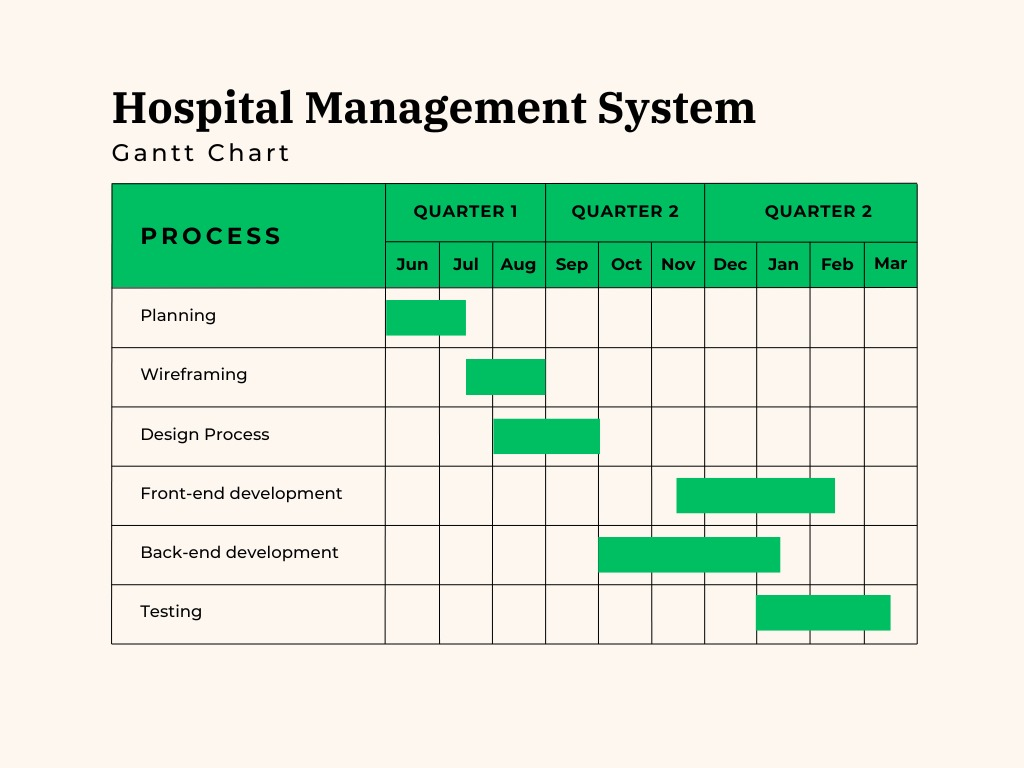 Hospital Management System
Gantt Chart
PROCESS
QUARTER 1 QUARTER 2 QUARTER 2
Jun Jul Aug Sep Oct Nov Dec Jan Feb Mar
Planning
Wireframing
Design Process
Front-end development
Back-end development
Testing